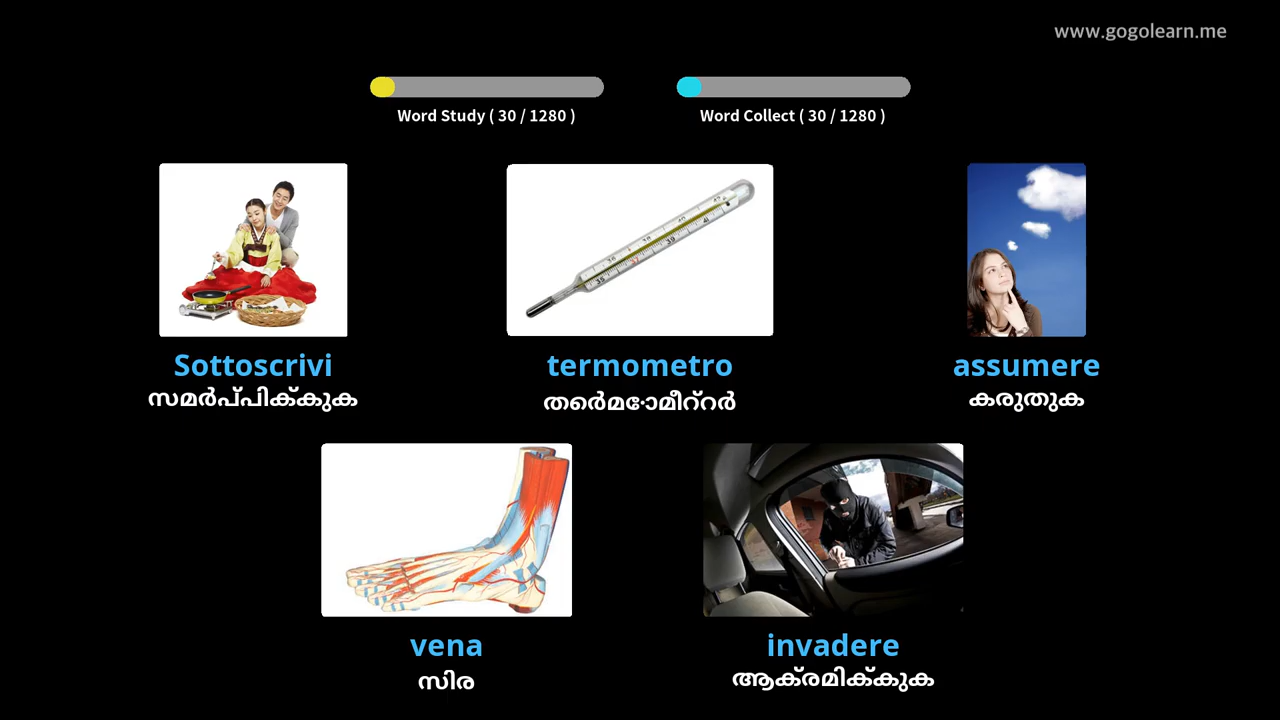 www.gogolearn.me
Word Study ( 30 / 1280 )
Word Collect ( 30 / 1280 )
Sottoscrivi
സമർപ്പിക്കുക
termometro
തർമോമീറ്റർ
assumere
കരുതുക
vena
സിര
invadere
ആക്രമിക്കുക